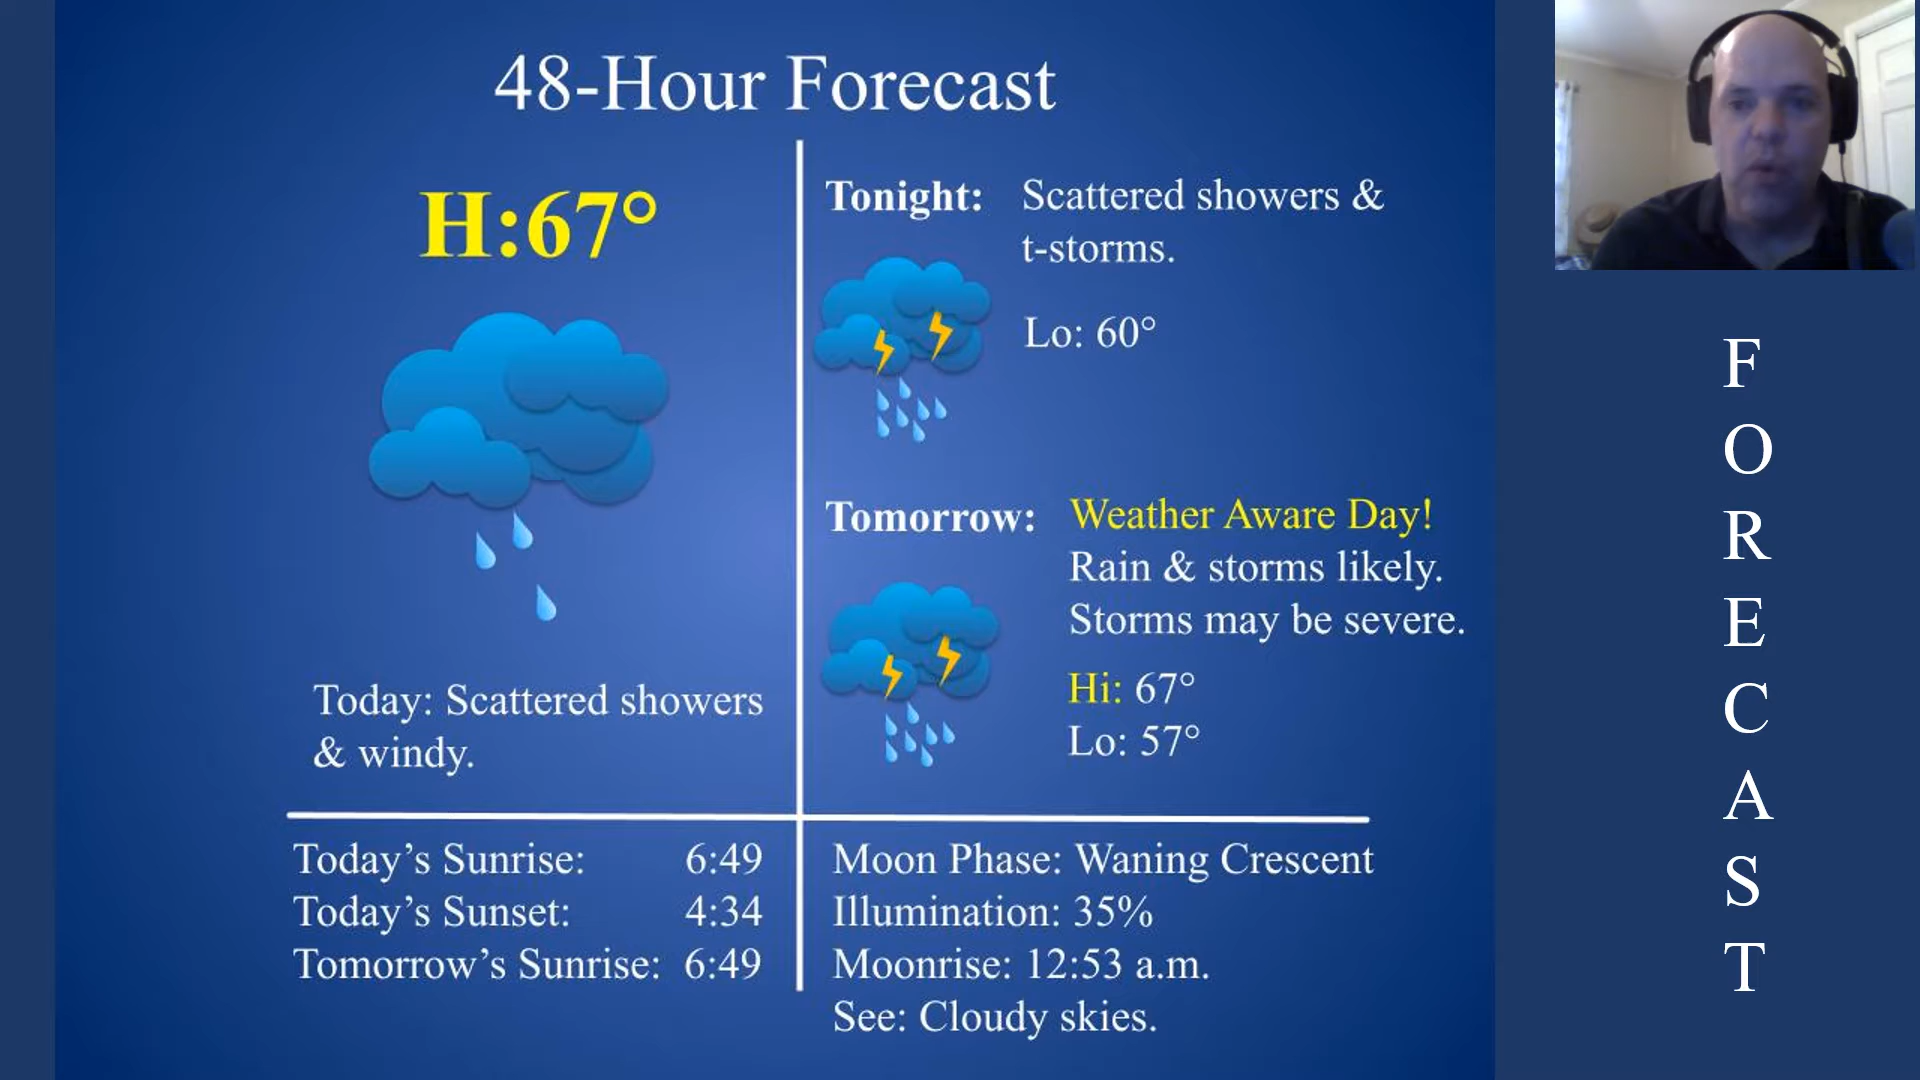 48-Hour Forecast
H:67°
Today: Scattered showers
& windy.
Tonight: Scattered showers &
t-storms.
Lo: 60°
Tomorrow: Weather Aware Day!
Rain & storms likely.
Storms may be severe.
Hi: 67°
Lo: 57°
Today’s Sunrise: 6:49
Today’s Sunset: 4:34
Tomorrow’s Sunrise: 6:49
Moon Phase: Waning Crescent
Illumination: 35%
Moonrise: 12:53 a.m.
See: Cloudy skies.
F
O
R
E
C
A
S
T